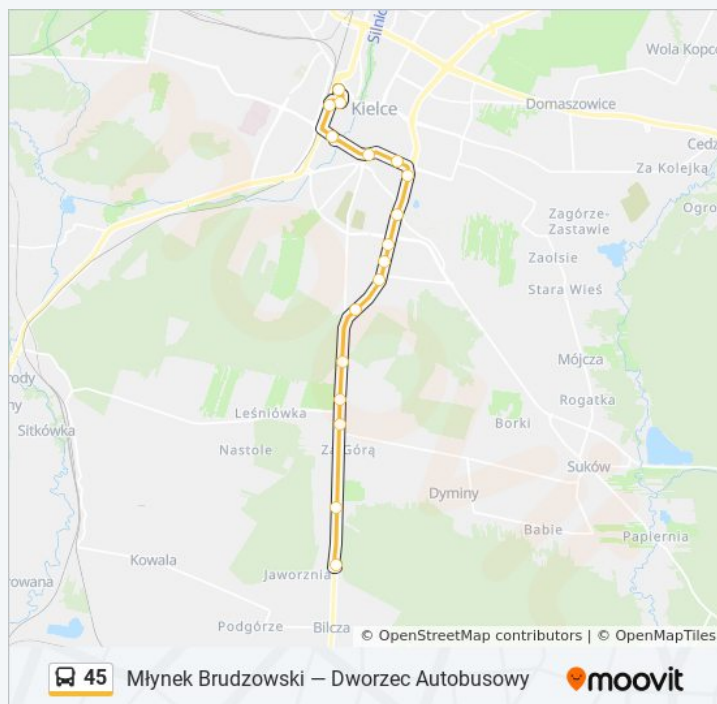 Silnic
Wola Kopco
Kielce
Domaszowice
Cedz
Za Kolejką
Ogro
Zagórze-
Zastawie
Zaolsie
Stara Wieś
Mójcza
rody
ny
Rogatka
Leśniówka
Sitkówka
Borki
Nastole
Za Górą
Suków
Dyminy
Babie
Papiernia
Kowala
Jaworznia
rowana
Podgórze
Bilcza
© OpenStreetMap contributors | © OpenMapTiles
45 Młynek Brudzowski — Dworzec Autobusowy
moovit